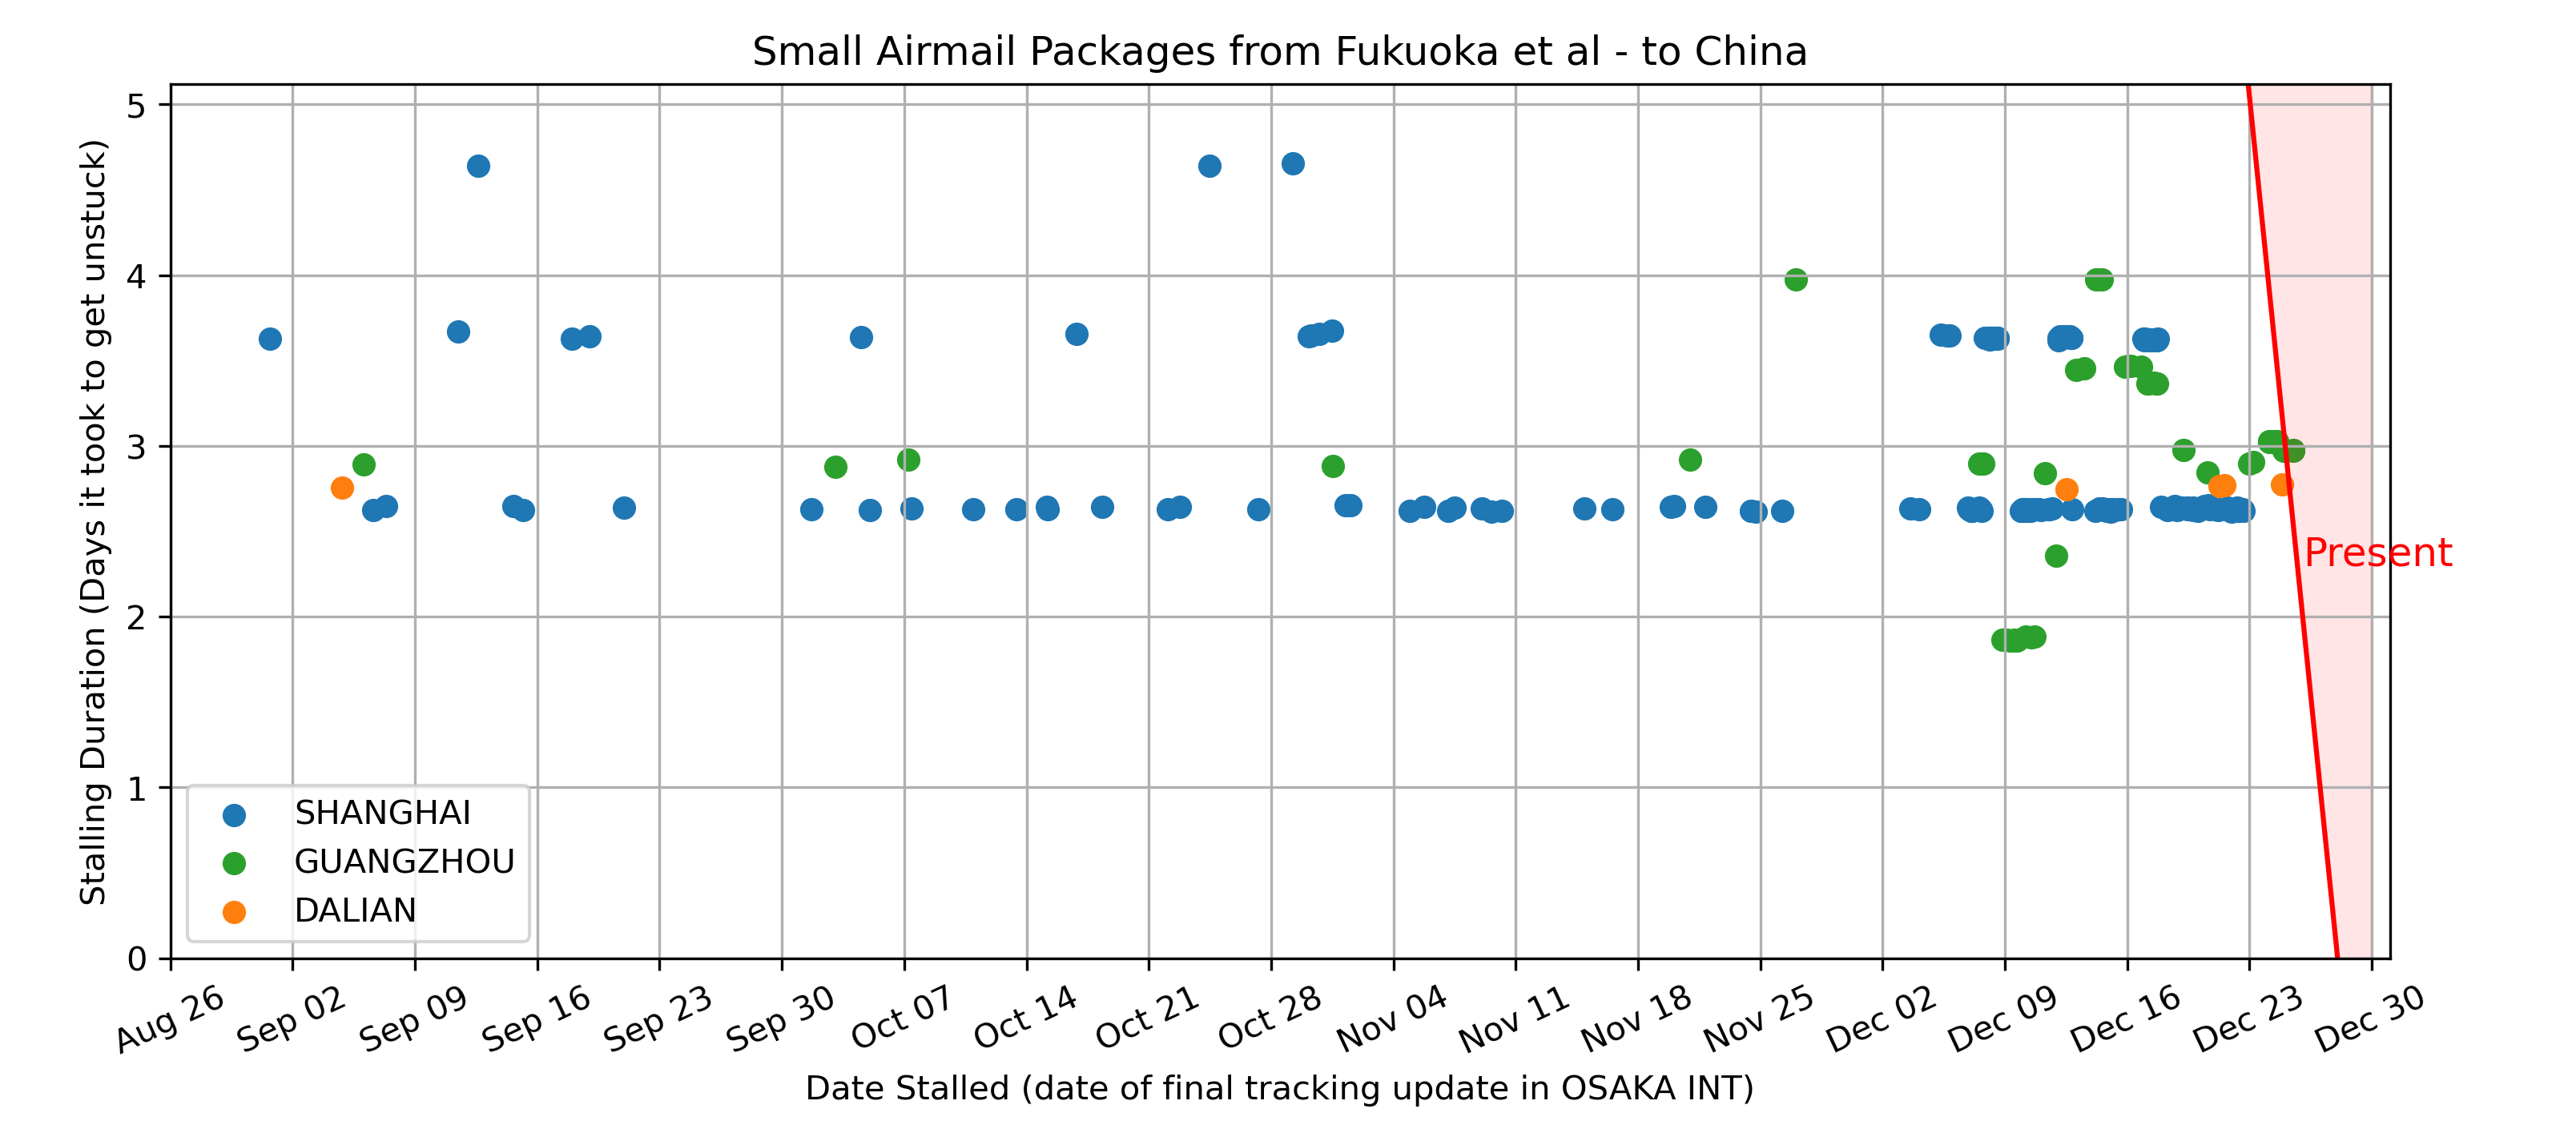 Small Airmail Packages from Fukuoka et al - to China
Stalling Duration (Days it took to get unstuck)
5
4
3
2
1
0
Present
SHANGHAI
GUANGZHOU
DALIAN
Aug 26
Sep 02
Sep 09
Sep 16
Sep 23
Sep 30
Oct 07
Oct 14
Oct 21
Oct 28
Nov 04
Nov 11
Nov 18
Nov 25
Dec 02
Dec 09
Dec 16
Dec 23
Dec 30
Date Stalled (date of final tracking update in OSAKA INT)